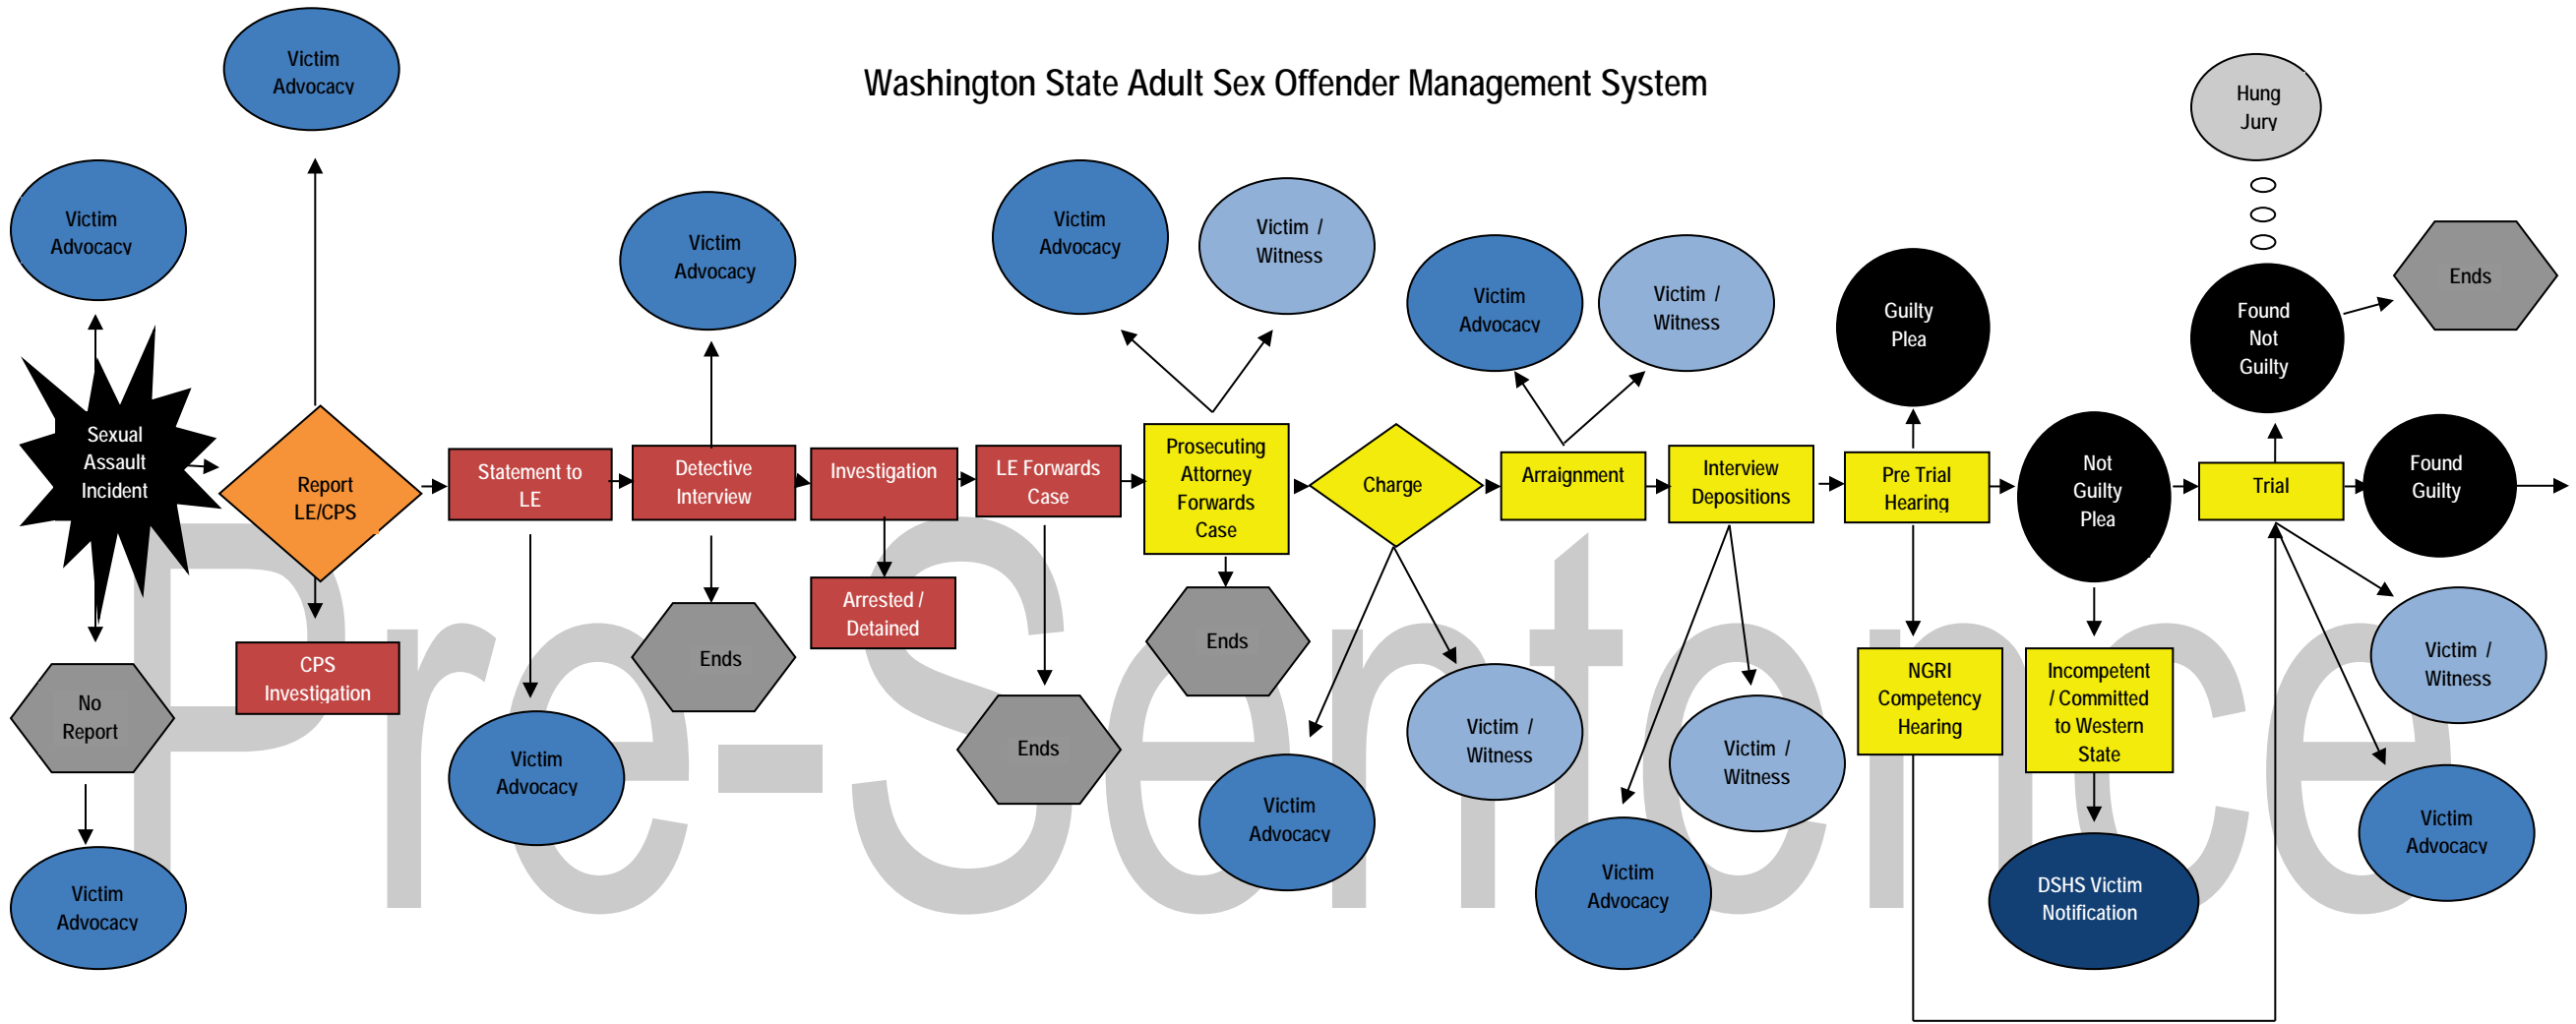 Washington State Adult Sex Offender Management System
Victim
Advocacy
Victim
Advocacy
Sexual
Assault
Incident
No
Report
Victim
Advocacy
Report
LE/CPS
CPS
Investigation
Statement to
LE
Victim
Advocacy
Victim
Advocacy
Detective
Interview
Ends
Investigation
Arrested /
Detained
LE Forwards
Case
Ends
Victim
Advocacy
Victim /
Witness
Prosecuting
Attorney
Forwards
Case
Ends
Charge
Victim
Advocacy
Victim /
Witness
Victim
Advocacy
Victim /
Witness
Arraignment
Interview
Depositions
Victim
Advocacy
Victim /
Witness
Guilty
Plea
Pre Trial
Hearing
NGRI
Competency
Hearing
Not
Guilty
Plea
Incompetent
/ Committed
to Western
State
DSHS Victim
Notification
Hung
Jury
Found
Not
Guilty
Ends
Trial
Found
Guilty
Victim /
Witness
Victim
Advocacy
Pre-Sentence